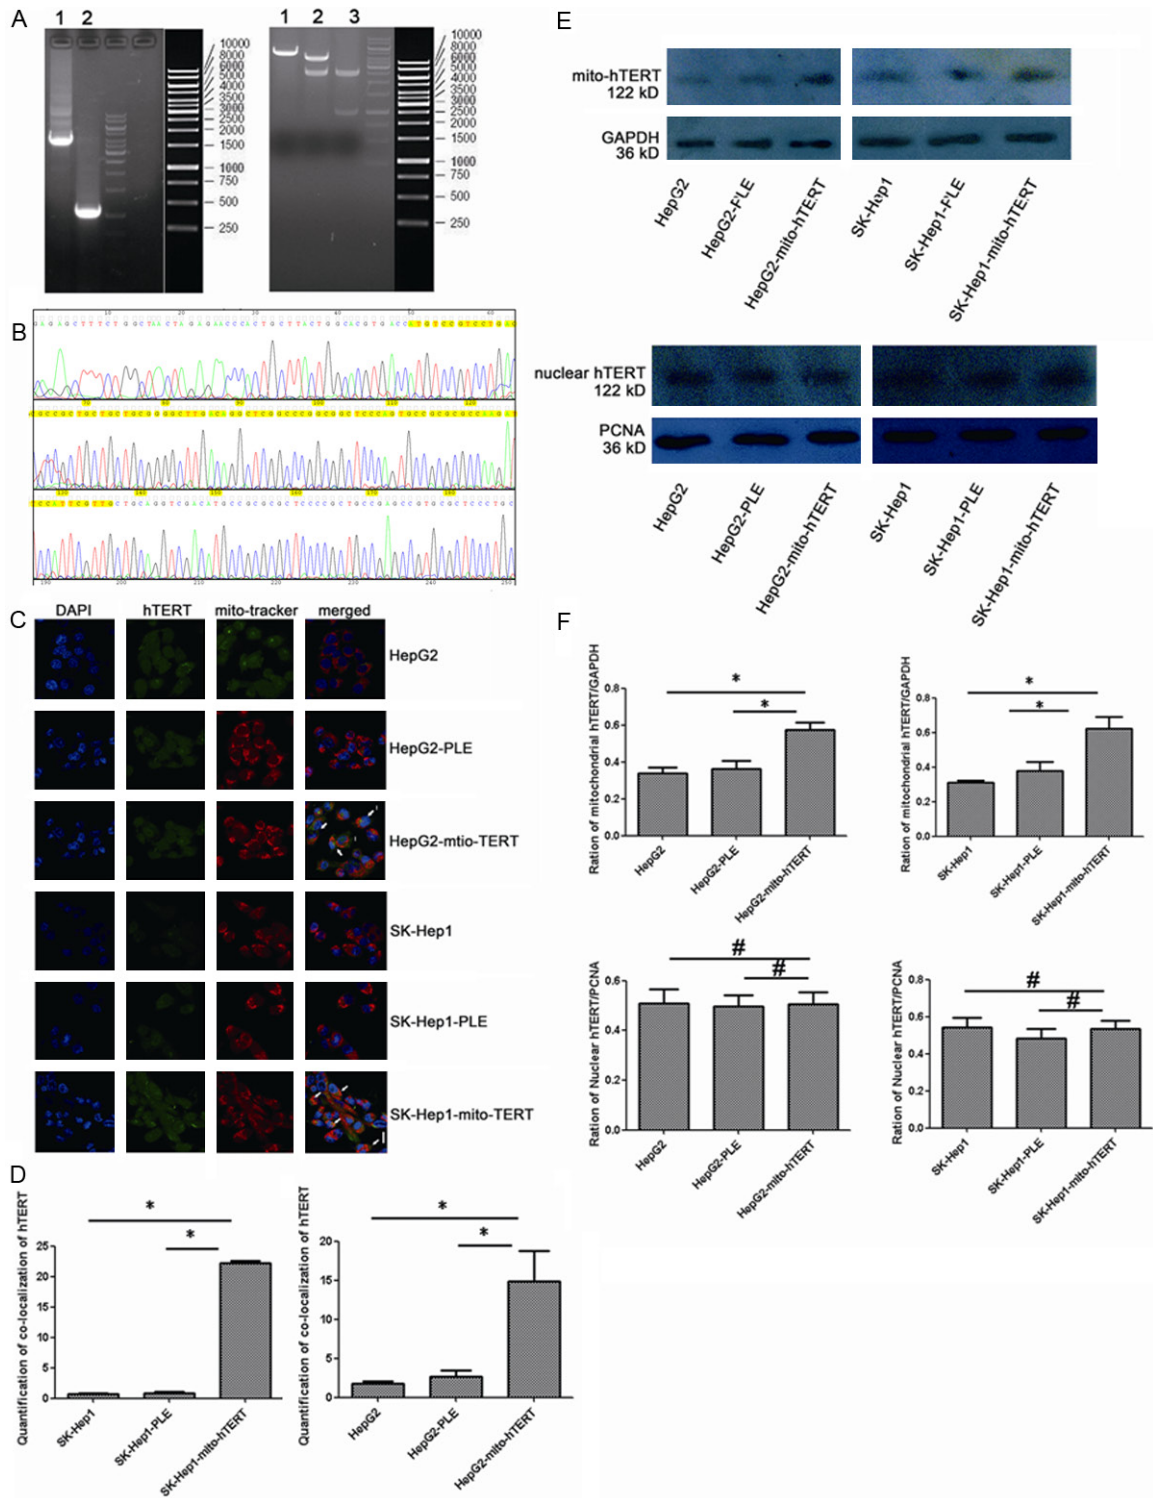 A
1 2
10000
8000
6000
5000
4000
3500
3000
2500
2000
1500
1000
750
500
250
1 2 3
10000
8000
6000
5000
4000
3000
2500
2000
1500
1000
750
500
250
B
C
DAPI hTERT mito-tracker merged
HepG2
HepG2-PLE
HepG2-mtio-TERT
SK-Hep1
SK-Hep1-PLE
SK-Hep1-mito-TERT
D
Quantification of co-localization of hTERT
25
20
15
10
5
0
*
*
SK-Hep1
SK-Hep1-PLE
SK-Hep1-mito-hTERT
Quantification of co-localization of hTERT
20
15
10
5
0
*
*
HepG2
HepG2-PLE
HepG2-mito-hTERT
E
mito-hTERT
122 kD
GAPDH
36 kD
HepG2
HepG2-PLE
HepG2-mito-hTERT
SK-Hep1
SK-Hep1-PLE
SK-Hep1-mito-hTERT
nuclear hTERT
122 kD
PCNA
36 kD
HepG2
HepG2-PLE
HepG2-mito-hTERT
SK-Hep1
SK-Hep1-PLE
SK-Hep1-mito-hTERT
F
Ration of mitochondrial hTERT/GAPDH
0.8
0.6
0.4
0.2
0.0
*
*
HepG2
HepG2-PLE
HepG2-mito-hTERT
Ration of mitochondrial hTERT/GAPDH
0.8
0.6
0.4
0.2
0.0
*
*
SK-Hep1
SK-Hep1-PLE
SK-Hep1-mito-hTERT
Ration of Nuclear hTERT/PCNA
0.6
0.4
0.2
0.0
#
#
HepG2
HepG2-PLE
HepG2-mito-hTERT
Ration of Nuclear hTERT/PCNA
0.8
0.6
0.4
0.2
0.0
#
#
SK-Hep1
SK-Hep1-PLE
SK-Hep1-mito-hTERT